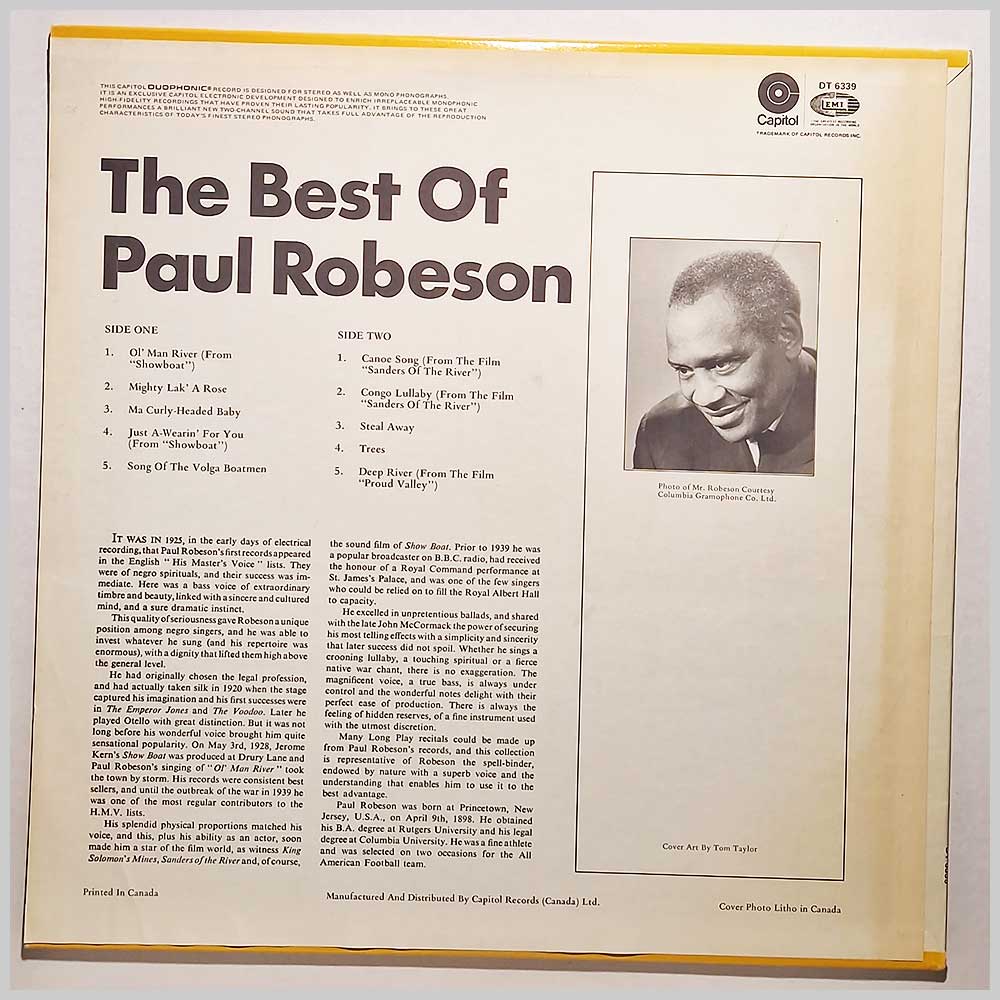 THIS CAPITOL DUOPHONIC® RECORD IS DESIGNED FOR STEREO AS WELL AS MONO PHONOGRAPHS.
IT IS AN EXCLUSIVE CAPITOL ELECTRONIC DEVELOPMENT DESIGNED TO ENRICH IRREPLACEABLE MONOPHONIC
HIGH-FIDELITY RECORDINGS THAT HAVE PROVEN THEIR LASTING POPULARITY. IT BRINGS TO THESE GREAT
PERFORMANCES A BRILLIANT NEW TWO-CHANNEL SOUND THAT TAKES FULL ADVANTAGE OF THE REPRODUCTION
CHARACTERISTICS OF TODAY'S FINEST STEREO PHONOGRAPHS.
Capitol
DT 6339
EMI
TRADEMARK OF CAPITOL RECORDS INC.
The Best Of
Paul Robeson
SIDE ONE
1. Ol' Man River (From
"Showboat")
2. Mighty Lak' A Rose
3. Ma Curly-Headed Baby
4. Just A-Wearin' For You
(From "Showboat")
5. Song Of The Volga Boatmen
SIDE TWO
1. Canoe Song (From The Film
"Sanders Of The River")
2. Congo Lullaby (From The Film
"Sanders Of The River")
3. Steal Away
4. Trees
5. Deep River (From The Film
"Proud Valley")
Photo of Mr. Robeson Courtesy
Columbia Gramophone Co. Ltd.
IT WAS IN 1925, in the early days of electrical
recording, that Paul Robeson's first records appeared
in the English "His Master's Voice" lists. They
were of negro spirituals, and their success was im-
mediate. Here was a bass voice of extraordinary
timbre and beauty, linked with a sincere and cultured
mind, and a sure dramatic instinct.
This quality of seriousness gave Robeson a unique
position among negro singers, and he was able to
invest whatever he sung (and his repertoire was
enormous), with a dignity that lifted them high above
the general level.
He had originally chosen the legal profession,
and had actually taken silk in 1920 when the stage
captured his imagination and his first successes were
in The Emperor Jones and The Voodoo. Later he
played Otello with great distinction. But it was not
long before his wonderful voice brought him quite
sensational popularity. On May 3rd, 1928, Jerome
Kern's Show Boat was produced at Drury Lane and
Paul Robeson's singing of "Ol' Man River" took
the town by storm. His records were consistent best
sellers, and until the outbreak of the war in 1939 he
was one of the most regular contributors to the
H.M.V. lists.
His splendid physical proportions matched his
voice, and this, plus his ability as an actor, soon
made him a star of the film world, as witness King
Solomon's Mines, Sanders of the River and, of course,
the sound film of Show Boat. Prior to 1939 he was
a popular broadcaster on B.B.C. radio, had received
the honour of a Royal Command performance at
St. James's Palace, and was one of the few singers
who could be relied on to fill the Royal Albert Hall
to capacity.
He excelled in unpretentious ballads, and shared
with the late John McCormack the power of securing
his most telling effects with a simplicity and sincerity
that later success did not spoil. Whether he sings a
crooning lullaby, a touching spiritual or a fierce
native war chant, there is no exaggeration. The
magnificent voice, a true bass, is always under
control and the wonderful notes delight with their
perfect ease of production. There is always the
feeling of hidden reserves, of a fine instrument used
with the utmost discretion.
Many Long Play recitals could be made up
from Paul Robeson's records, and this collection
is representative of Robeson the spell-binder,
endowed by nature with a superb voice and the
understanding that enables him to use it to the
best advantage.
Paul Robeson was born at Princetown, New
Jersey, U.S.A., on April 9th, 1898. He obtained
his B.A. degree at Rutgers University and his legal
degree at Columbia University. He was a fine athlete
and was selected on two occasions for the All
American Football team.
Cover Art By Tom Taylor
Printed In Canada
Manufactured And Distributed By Capitol Records (Canada) Ltd.
Cover Photo Litho in Canada